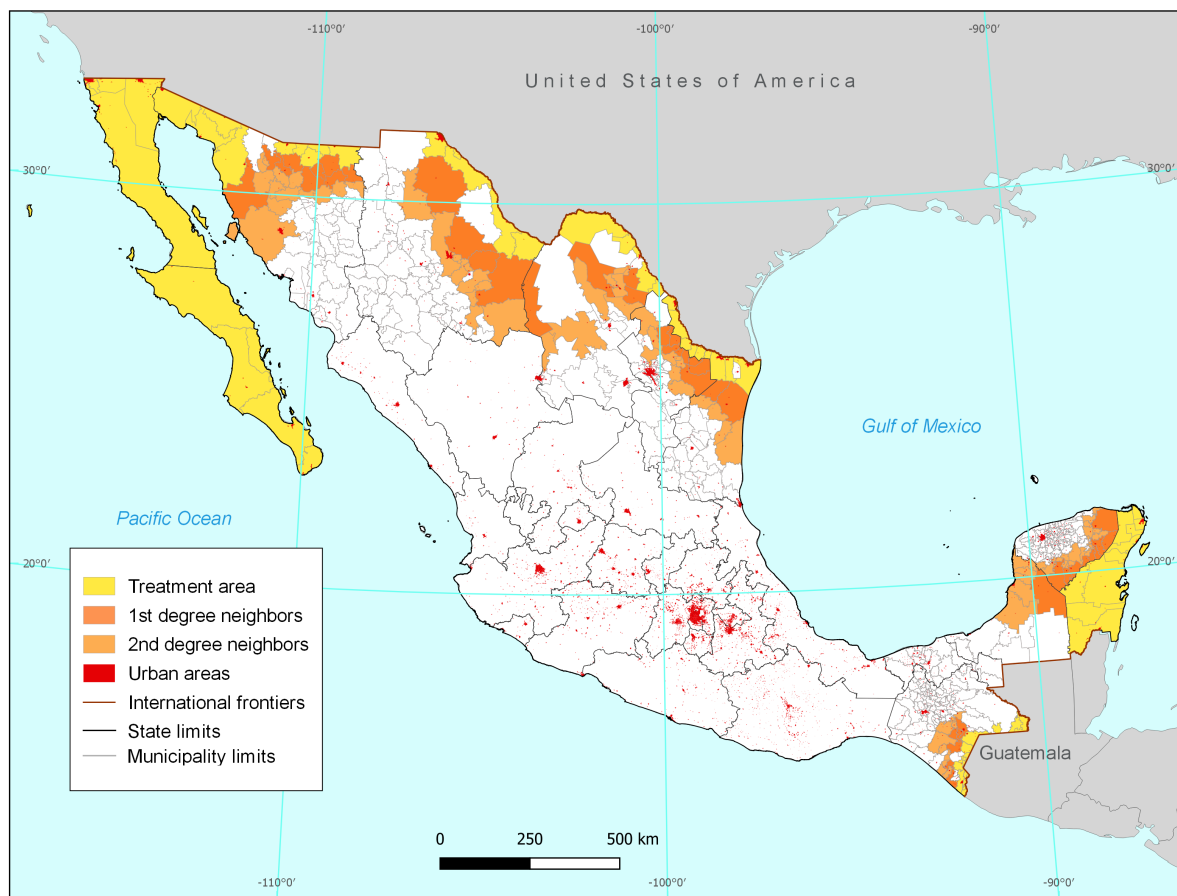 -110°0′ -100°0′ -90°0′
United States of America
30°0′ 30°0′
Gulf of Mexico
Pacific Ocean
20°0′ 20°0′
Treatment area
1st degree neighbors
2nd degree neighbors
Urban areas
International frontiers
State limits
Municipality limits
Guatemala
0 250 500 km
-110°0′ -100°0′ -90°0′